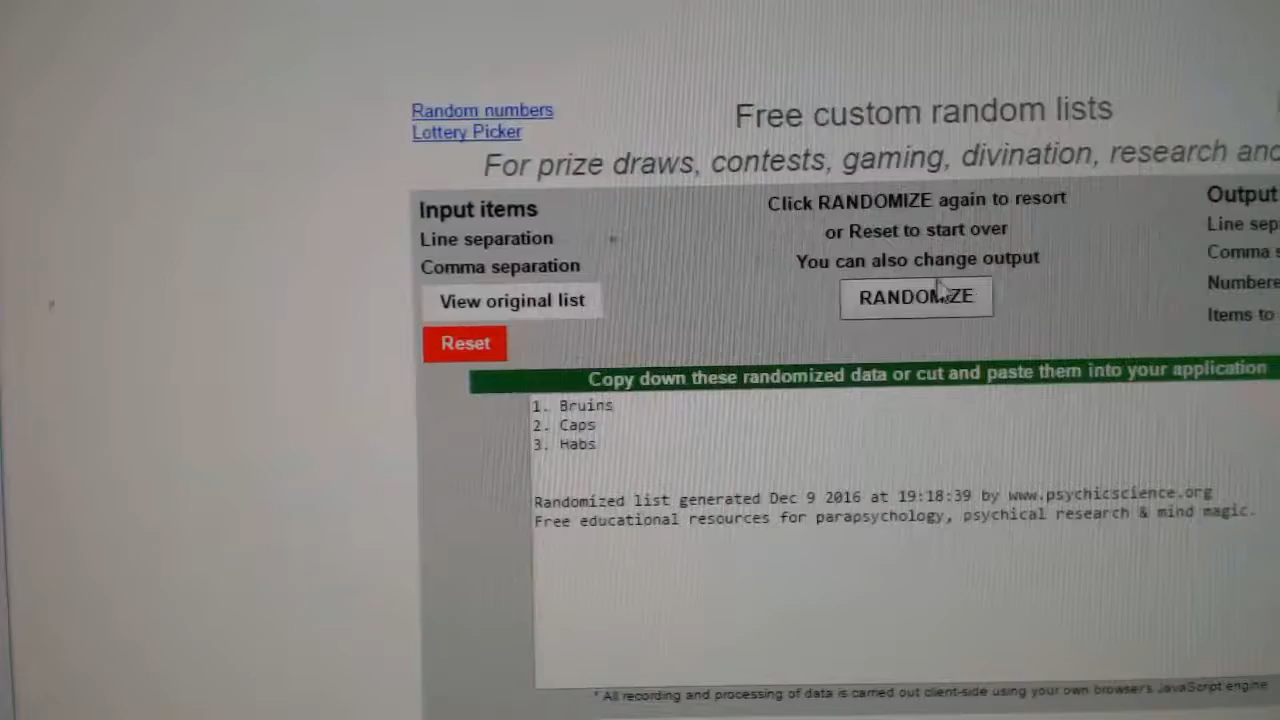 Random numbers
Lottery Picker
Free custom random lists
For prize draws, contests, gaming, divination, research and
Input items
Line separation
Comma separation
View original list
Reset
Click RANDOMIZE again to resort
or Reset to start over
You can also change output
RANDOMIZE
Output
Line sep
Comma s
Numbere
Items to
Copy down these randomized data or cut and paste them into your application
1. Bruins
2. Caps
3. Habs
Randomized list generated Dec 9 2016 at 19:18:39 by www.psychicscience.org
Free educational resources for parapsychology, psychical research & mind magic.
* All recording and processing of data is carried out client-side using your own browser's JavaScript engine